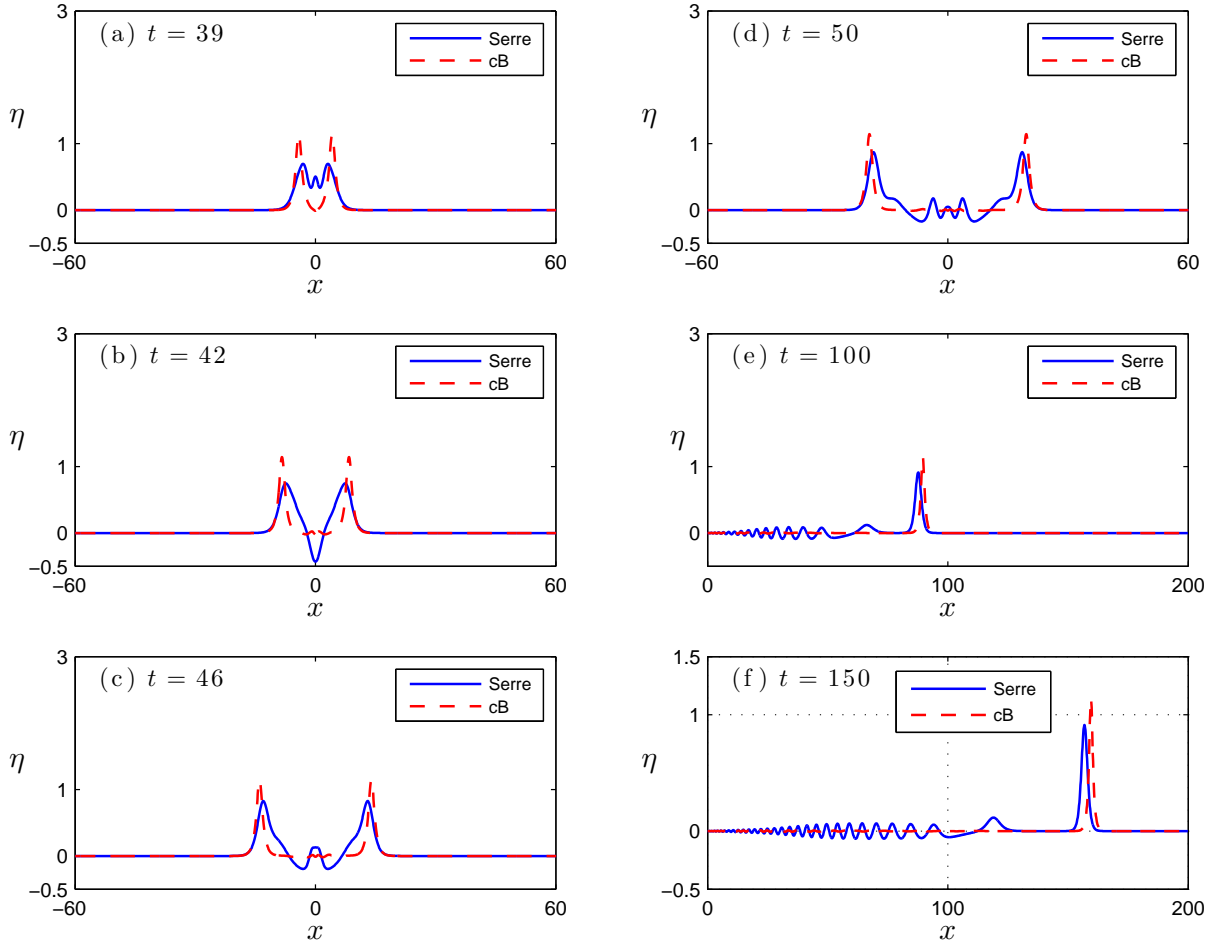 (a) t = 39
Serre
cB
η
3
1
0
−0.5
−60
0
60
x
(b) t = 42
Serre
cB
η
3
1
0
−0.5
−60
0
60
x
(c) t = 46
Serre
cB
η
3
1
0
−0.5
−60
0
60
x
(d) t = 50
Serre
cB
η
3
1
0
−0.5
−60
0
60
x
(e) t = 100
Serre
cB
η
3
1
0
−0.5
0
100
200
x
(f) t = 150
Serre
cB
η
1.5
1
0
−0.5
0
100
200
x